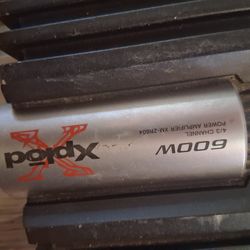 Xplod
600W
4/3 CHANNEL
POWER AMPLIFIER XM-ZR604